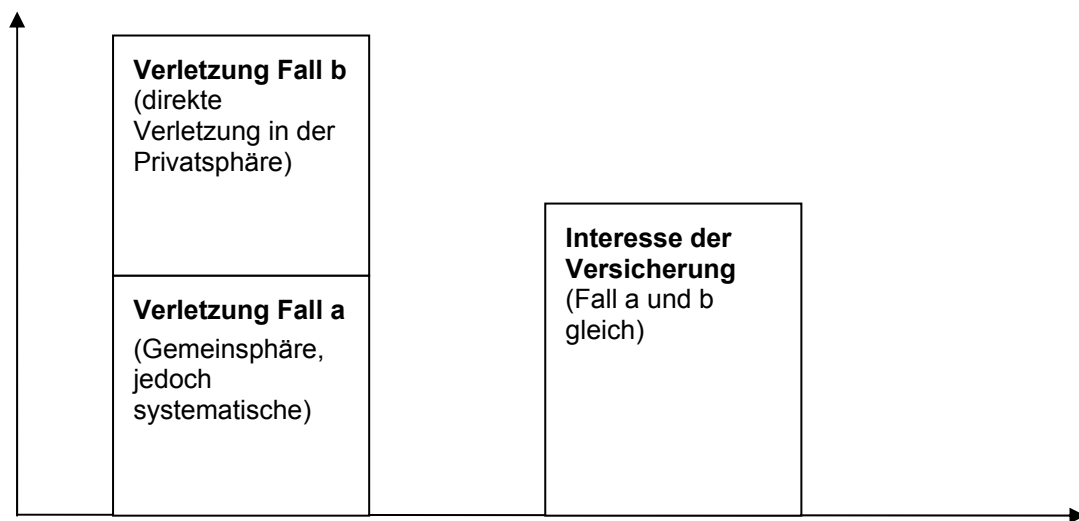 Verletzung Fall b
(direkte
Verletzung in der
Privatsphäre)
Verletzung Fall a
(Gemeinsphäre,
jedoch
systematische)
Interesse der
Versicherung
(Fall a und b
gleich)